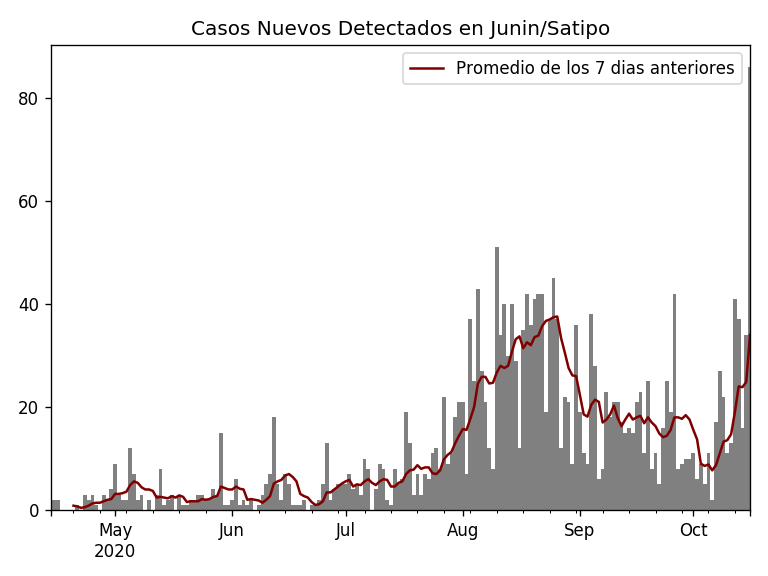 Casos Nuevos Detectados en Junin/Satipo
Promedio de los 7 dias anteriores
80
60
40
20
0
May Jun Jul Aug Sep Oct
2020